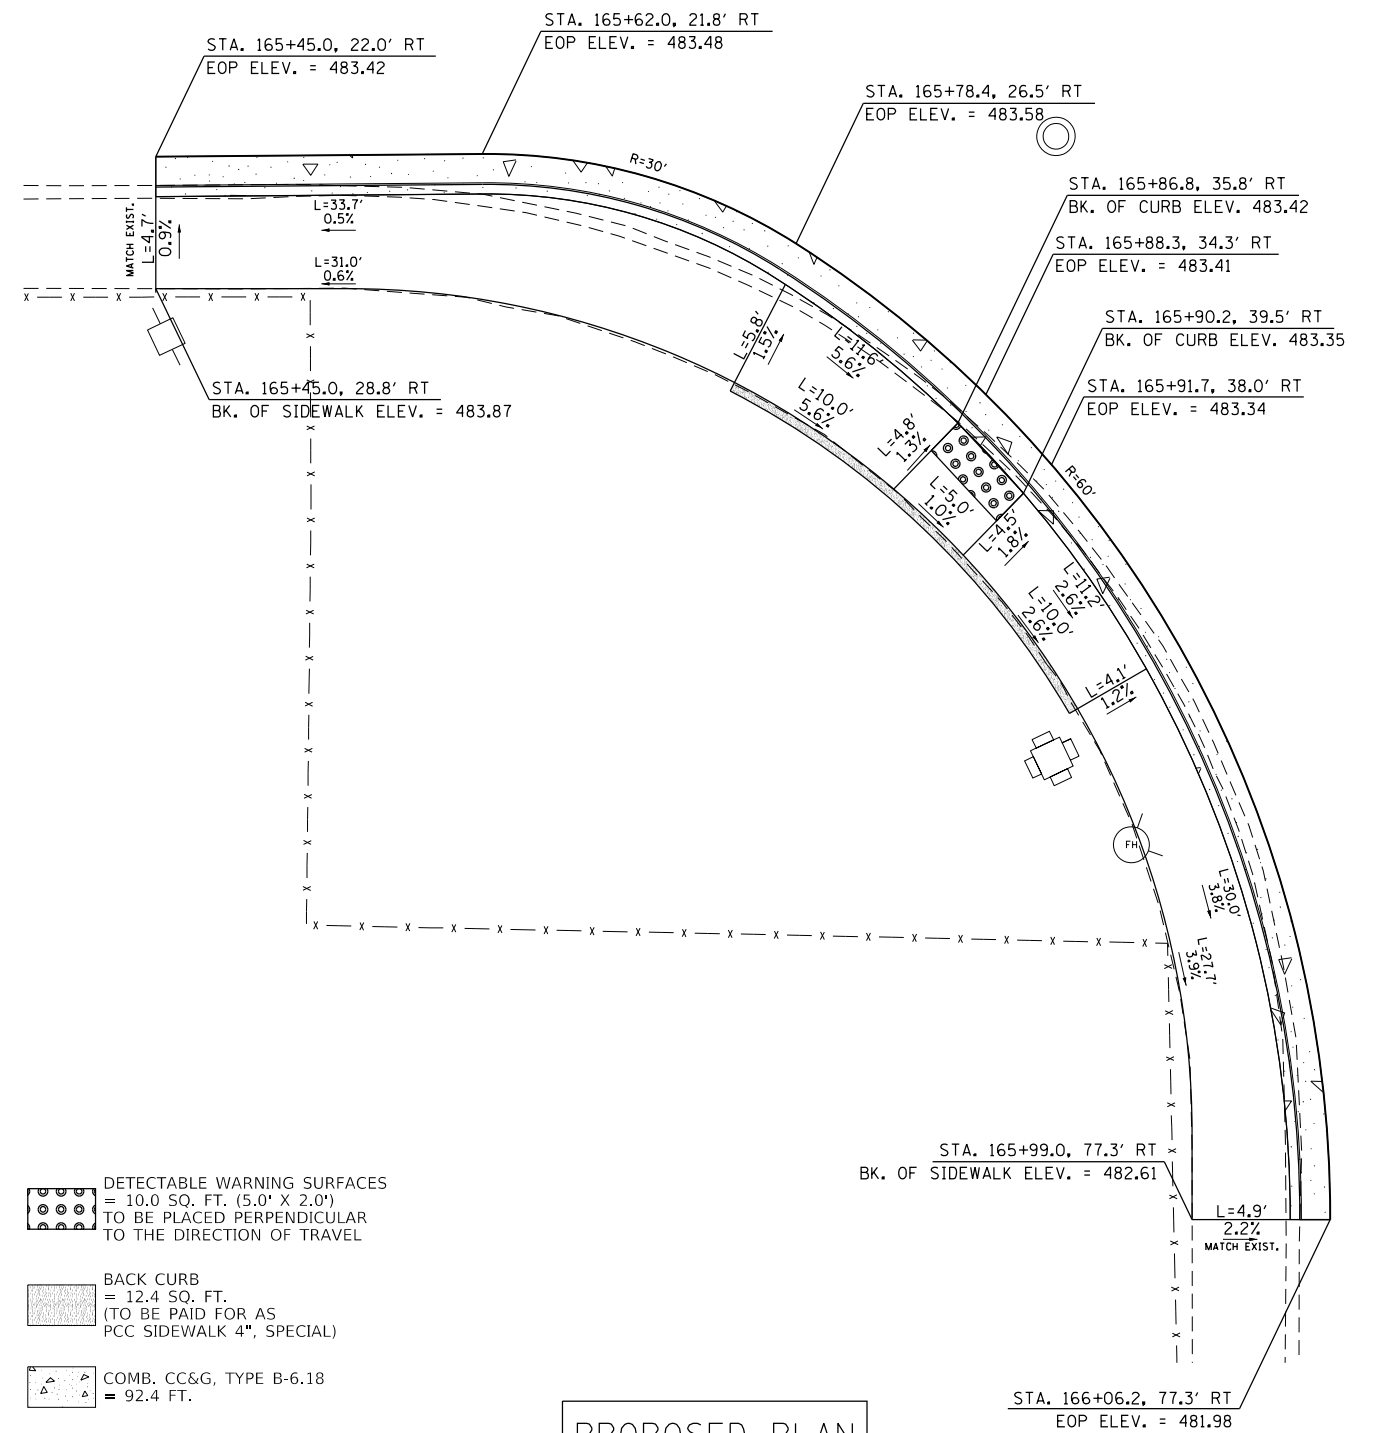 STA. 165+62.0, 21.8' RT
EOP ELEV. = 483.48
STA. 165+45.0, 22.0' RT
EOP ELEV. = 483.42
STA. 165+78.4, 26.5' RT
EOP ELEV. = 483.58
R=30'
STA. 165+86.8, 35.8' RT
BK. OF CURB ELEV. 483.42
STA. 165+88.3, 34.3' RT
EOP ELEV. = 483.41
STA. 165+90.2, 39.5' RT
BK. OF CURB ELEV. 483.35
STA. 165+91.7, 38.0' RT
EOP ELEV. = 483.34
MATCH EXIST.
L=4.7'
0.9%
L=33.7'
0.5%
L=31.0'
0.6%
L=5.8'
1.5%
L=11.6'
5.6%
L=10.0'
5.6%
STA. 165+45.0, 28.8' RT
BK. OF SIDEWALK ELEV. = 483.87
L=4.8'
1.3%
L=5.0'
1.0%
L=4.5'
1.8%
R=60'
L=11.2'
2.6%
L=10.0'
2.6%
L=4.1'
1.2%
FH
L=30.0'
3.8%
L=27.7'
3.9%
STA. 165+99.0, 77.3' RT
BK. OF SIDEWALK ELEV. = 482.61
L=4.9'
2.2%
MATCH EXIST.
DETECTABLE WARNING SURFACES
= 10.0 SQ. FT. (5.0' X 2.0')
TO BE PLACED PERPENDICULAR
TO THE DIRECTION OF TRAVEL
BACK CURB
= 12.4 SQ. FT.
(TO BE PAID FOR AS
PCC SIDEWALK 4", SPECIAL)
COMB. CC&G, TYPE B-6.18
= 92.4 FT.
STA. 166+06.2, 77.3' RT
EOP ELEV. = 481.98
PROPOSED PLAN